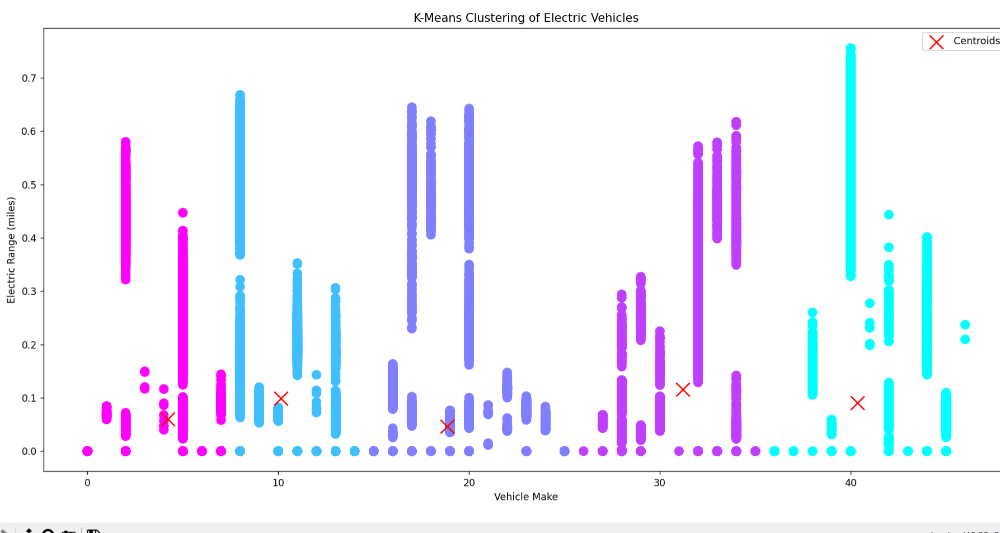 K-Means Clustering of Electric Vehicles
Centroids
Electric Range (miles)
0.7
0.6
0.5
0.4
0.3
0.2
0.1
0.0
0 10 20 30 40
Vehicle Make